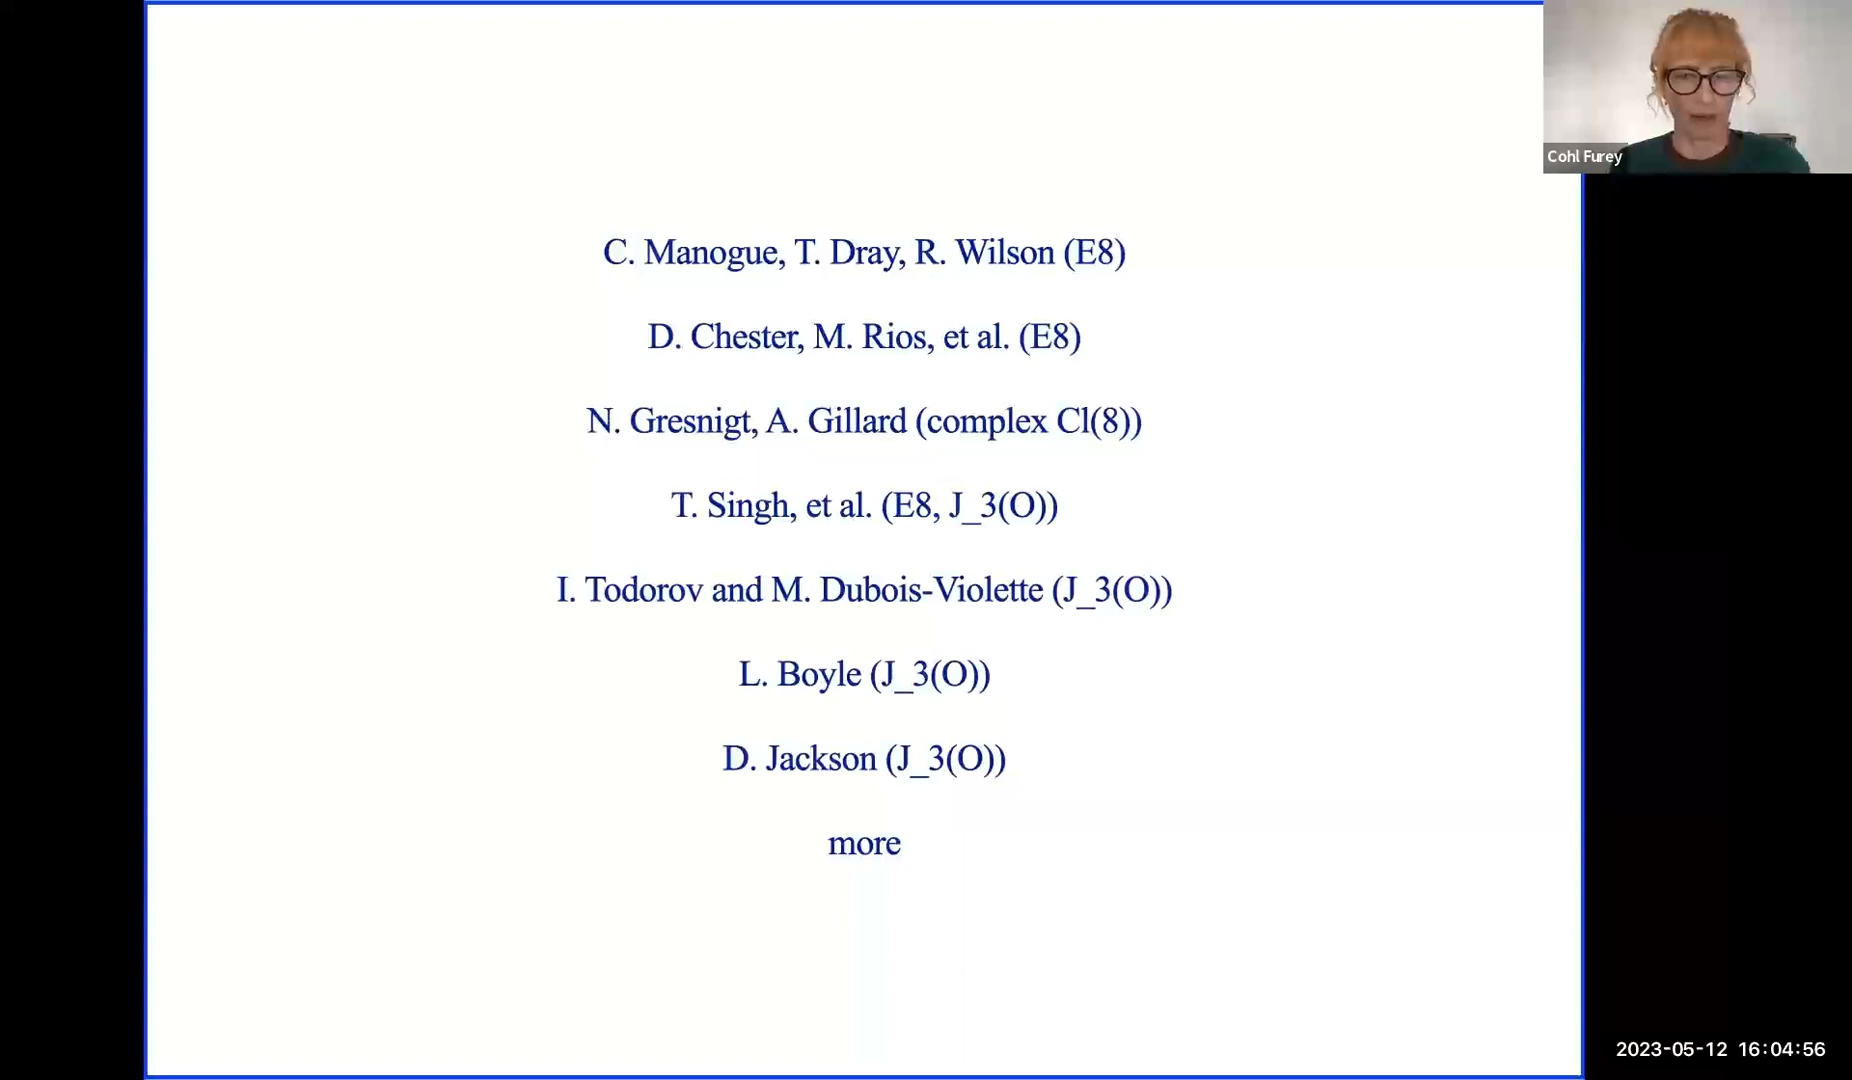 C. Manogue, T. Dray, R. Wilson (E8)
D. Chester, M. Rios, et al. (E8)
N. Gresnigt, A. Gillard (complex Cl(8))
T. Singh, et al. (E8, J_3(O))
I. Todorov and M. Dubois-Violette (J_3(O))
L. Boyle (J_3(O))
D. Jackson (J_3(O))
more
Cohl Furey
2023-05-12 16:04:56